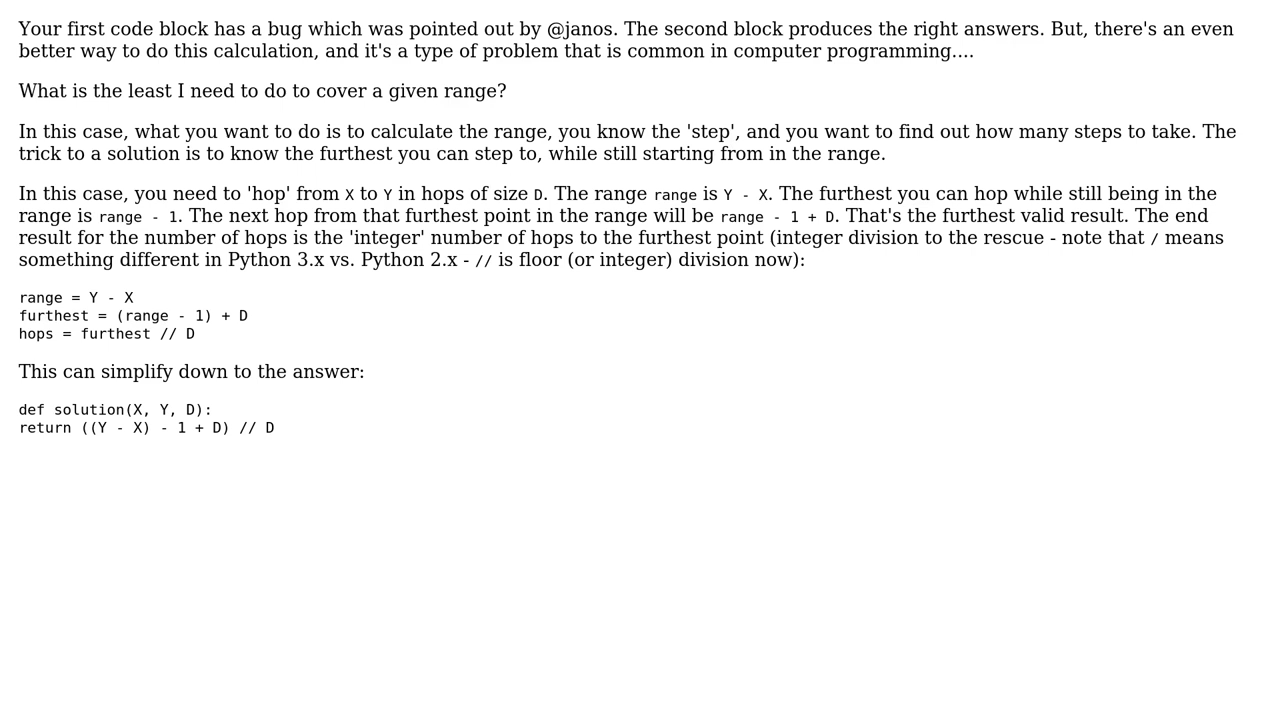 Your first code block has a bug which was pointed out by @janos. The second block produces the right answers. But, there's an even
better way to do this calculation, and it's a type of problem that is common in computer programming....
What is the least I need to do to cover a given range?
In this case, what you want to do is to calculate the range, you know the 'step', and you want to find out how many steps to take. The
trick to a solution is to know the furthest you can step to, while still starting from in the range.
In this case, you need to 'hop' from X to Y in hops of size D. The range range is Y - X. The furthest you can hop while still being in the
range is range - 1. The next hop from that furthest point in the range will be range - 1 + D. That's the furthest valid result. The end
result for the number of hops is the 'integer' number of hops to the furthest point (integer division to the rescue - note that / means
something different in Python 3.x vs. Python 2.x - // is floor (or integer) division now):
range = Y - X
furthest = (range - 1) + D
hops = furthest // D
This can simplify down to the answer:
def solution(X, Y, D):
return ((Y - X) - 1 + D) // D